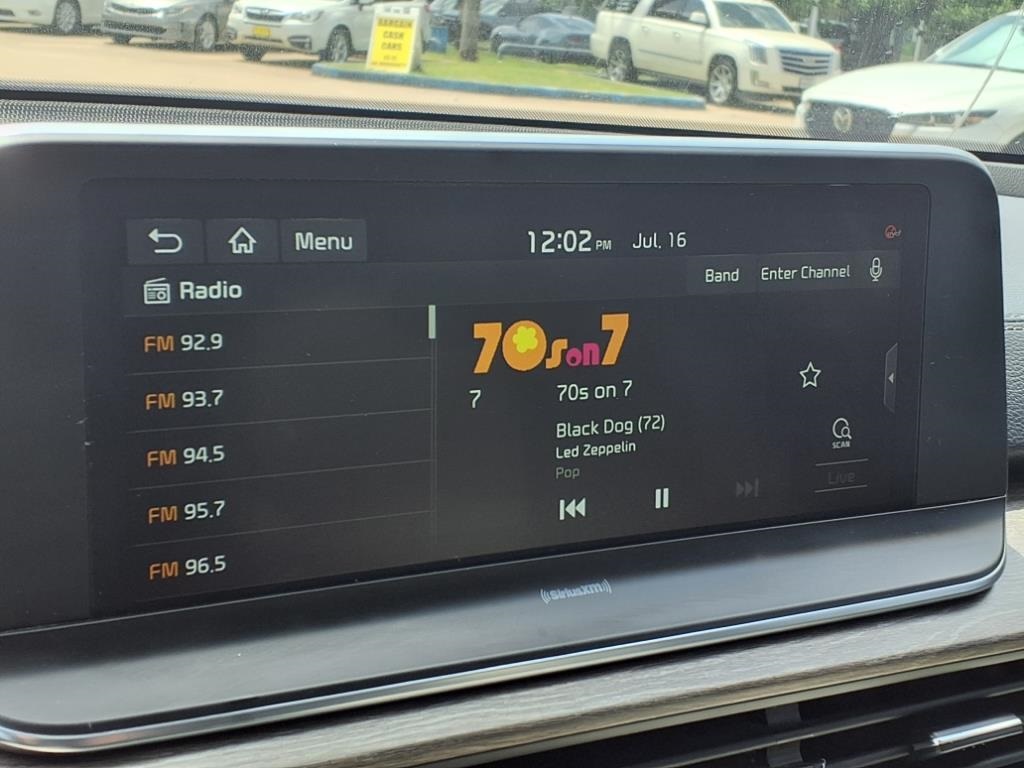 BARGAIN
CASH
CARS
Menu
12:02 PM Jul. 16
Radio
Band
Enter Channel
FM 92.9
FM 93.7
FM 94.5
FM 95.7
FM 96.5
70s on 7
7
70s on 7
Black Dog (72)
Led Zeppelin
Pop
SCAN
Live
((SiriusXM))